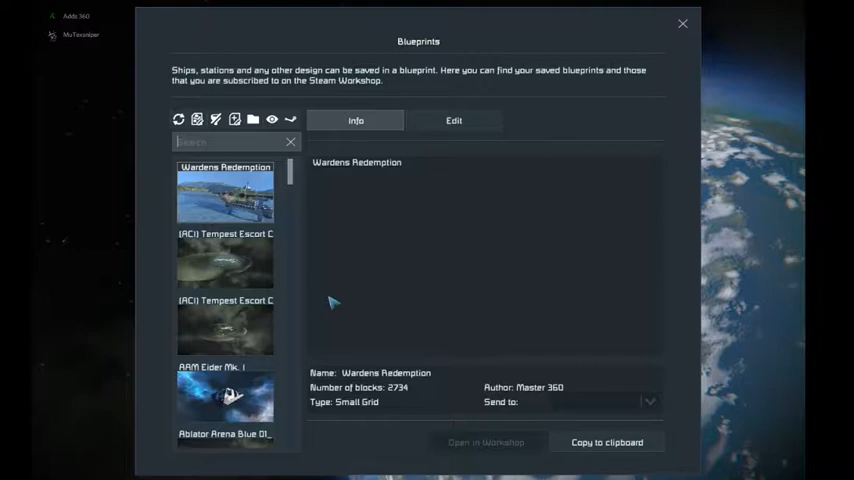 Adds 360
MuTexsniper
Blueprints
Ships, stations and any other design can be saved in a blueprint. Here you can find your saved blueprints and those
that you are subscribed to on the Steam Workshop.
Info
Edit
Search
Wardens Redemption
Wardens Redemption
(ACI) Tempest Escort C
(ACI) Tempest Escort C
AAM Eider Mk. I
Ablator Arena Blue 01_
Name: Wardens Redemption
Number of blocks: 2734
Author: Master 360
Type: Small Grid
Send to:
Open in Workshop
Copy to clipboard